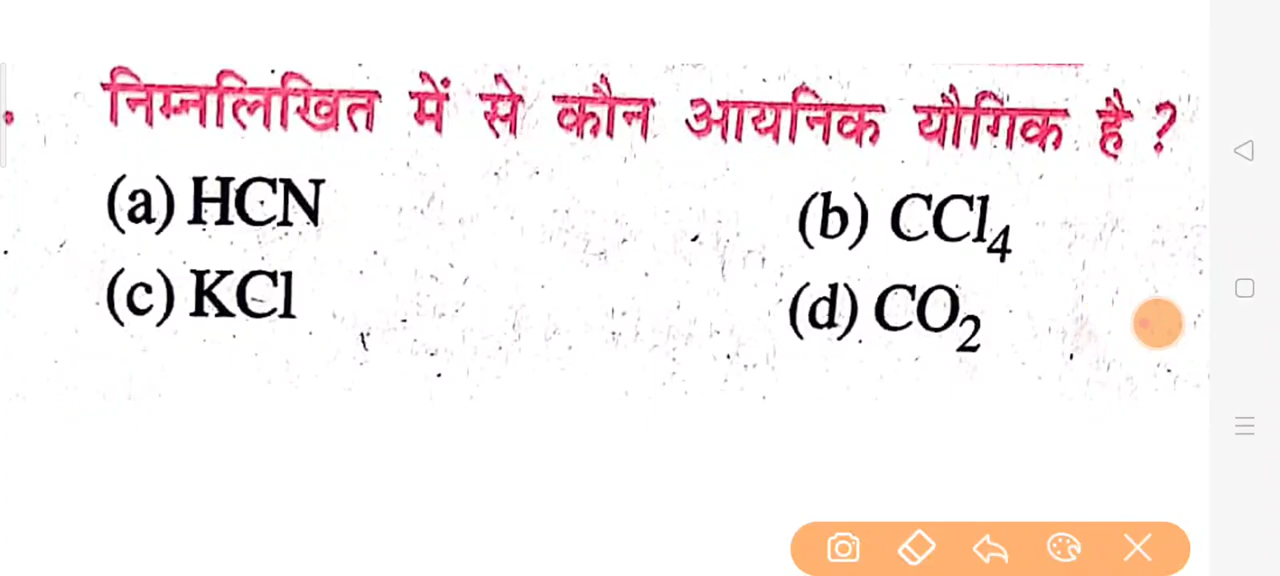 निम्नलिखित में से कौन आयनिक यौगिक है ?
(a) HCN (b) CCl₄
(c) KCl (d) CO₂